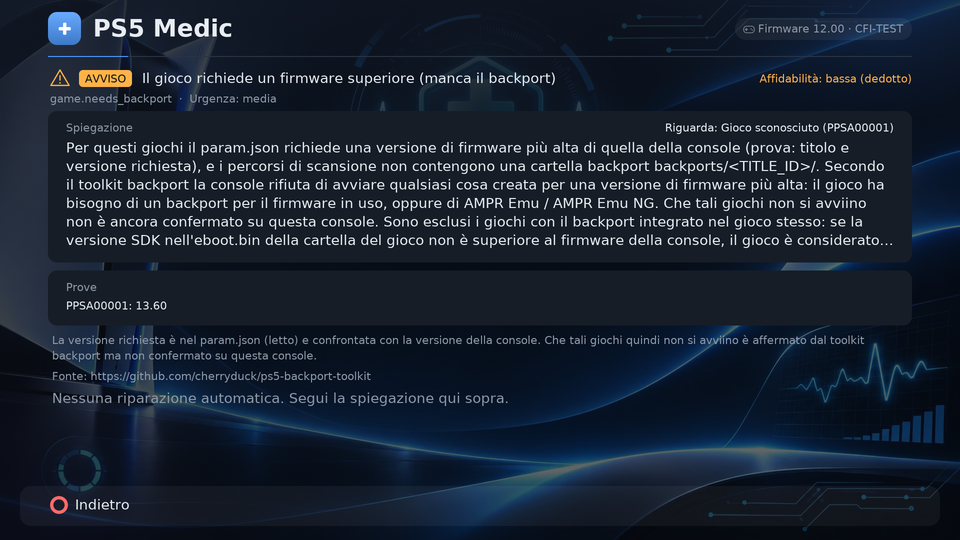 PS5 Medic
Firmware 12.00 · CFI-TEST
AVVISO Il gioco richiede un firmware superiore (manca il backport)
Affidabilità: bassa (dedotto)
game.needs_backport · Urgenza: media
Spiegazione
Riguarda: Gioco sconosciuto (PPSA00001)
Per questi giochi il param.json richiede una versione di firmware più alta di quella della console (prova: titolo e
versione richiesta), e i percorsi di scansione non contengono una cartella backport backports/<TITLE_ID>/. Secondo
il toolkit backport la console rifiuta di avviare qualsiasi cosa creata per una versione di firmware più alta: il gioco ha
bisogno di un backport per il firmware in uso, oppure di AMPR Emu / AMPR Emu NG. Che tali giochi non si avviino
non è ancora confermato su questa console. Sono esclusi i giochi con il backport integrato nel gioco stesso: se la
versione SDK nell'eboot.bin della cartella del gioco non è superiore al firmware della console, il gioco è considerato…
Prove
PPSA00001: 13.60
La versione richiesta è nel param.json (letto) e confrontata con la versione della console. Che tali giochi quindi non si avviino è affermato dal toolkit
backport ma non confermato su questa console.
Fonte: https://github.com/cherryduck/ps5-backport-toolkit
Nessuna riparazione automatica. Segui la spiegazione qui sopra.
Indietro